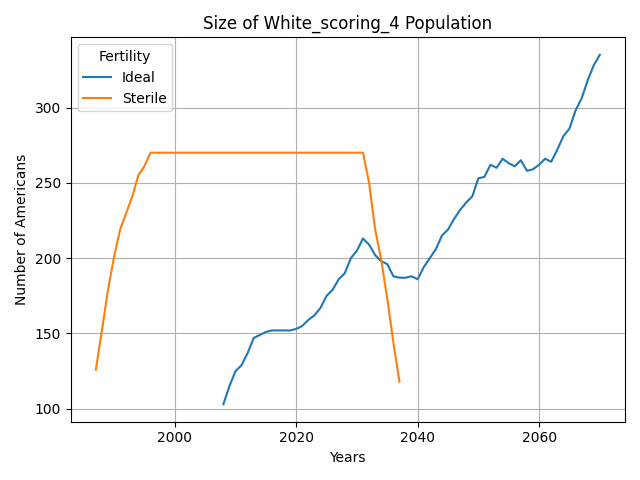 Size of White_scoring_4 Population
Fertility
Ideal
Sterile
Number of Americans
300
250
200
150
100
2000 2020 2040 2060
Years